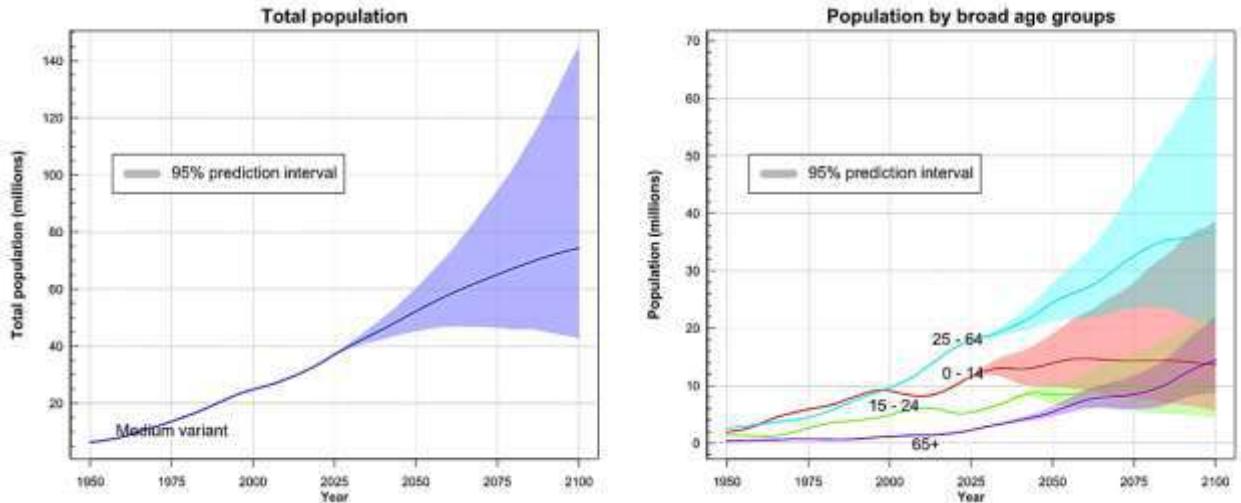 Total population
140
120
100
80
60
40
20
Total population (millions)
95% prediction interval
Medium variant
1950 1975 2000 2025 2050 2075 2100
Year
Population by broad age groups
70
60
50
40
30
20
10
0
Population (millions)
95% prediction interval
25 - 64
0 - 14
15 - 24
65+
1950 1975 2000 2025 2050 2075 2100
Year